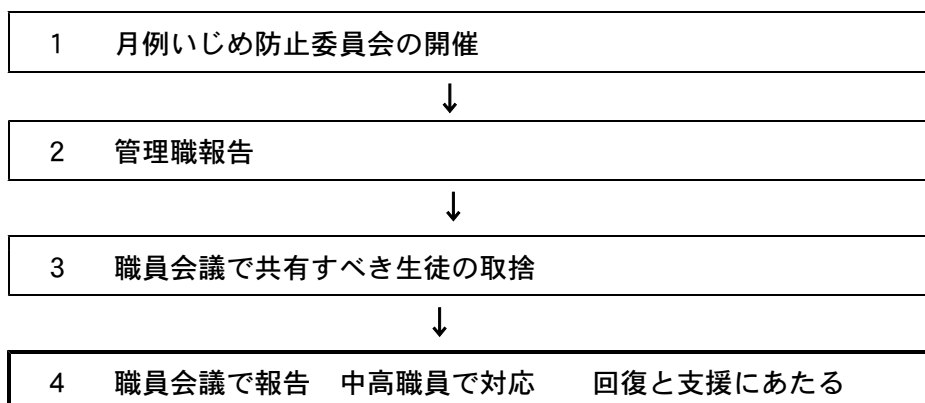 1　月例いじめ防止委員会の開催
↓
2　管理職報告
↓
3　職員会議で共有すべき生徒の取捨
↓
4　職員会議で報告　中高職員で対応　　回復と支援にあたる